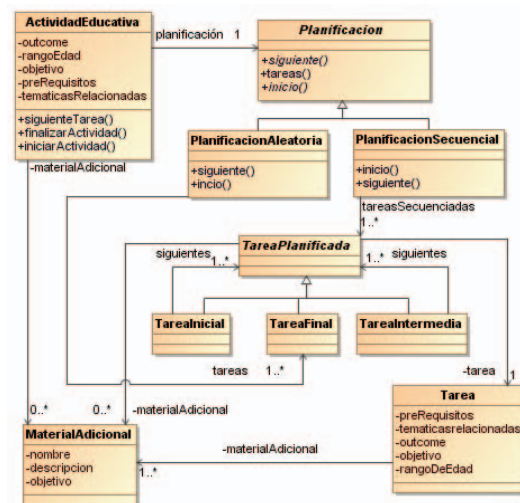 ActividadEducativa
-outcome
-rangoEdad
-objetivo
-preRequisitos
-tematicasRelacionadas
+siguienteTarea()
+finalizarActividad()
+iniciarActividad()
planificación 1
Planificacion
+siguiente()
+tareas()
+inicio()
PlanificacionAleatoria
+siguiente()
+incio()
PlanificacionSecuencial
+inicio()
+siguiente()
-materialAdicional
tareasSecuenciadas
1..*
TareaPlanificada
siguientes
1..*
1..*
siguientes
TareaInicial
TareaFinal
TareaIntermedia
tareas
1..*
-tarea
1
0..*
0..*
-materialAdicional
MaterialAdicional
-nombre
-descripcion
-objetivo
-materialAdicional
1..*
Tarea
-preRequisitos
-tematicasrelacionadas
-outcome
-objetivo
-rangoDeEdad